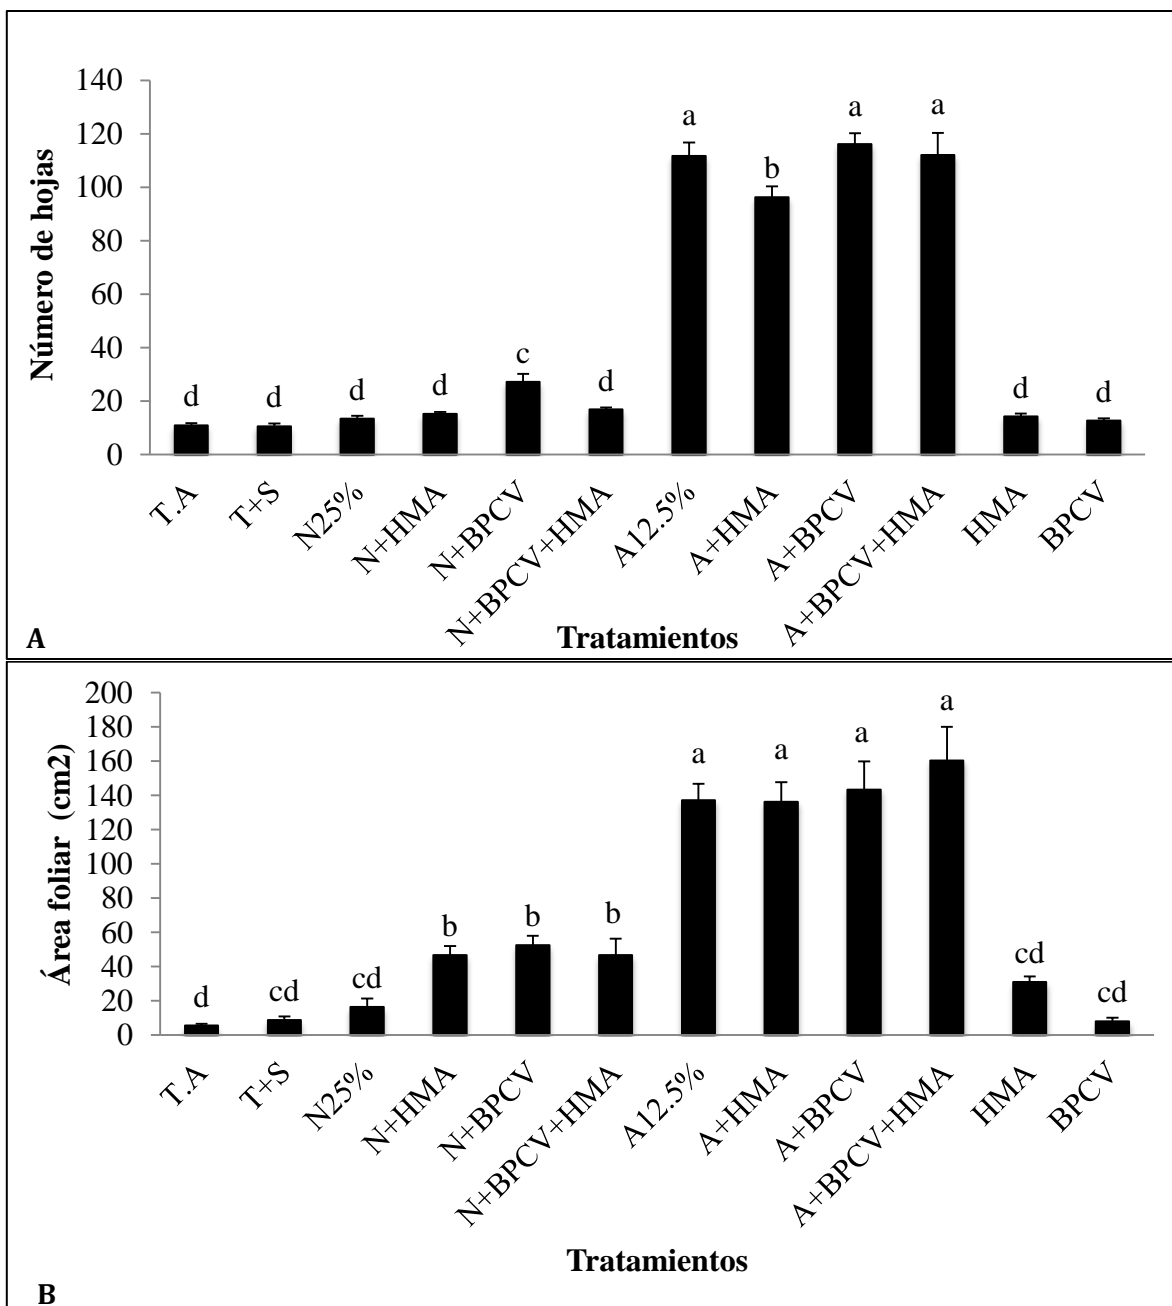 140
120
100
80
60
40
20
0
Número de hojas
a
b
a
a
d
d
d
d
c
d
d
d
T.A
T+S
N25%
N+HMA
N+BPCV
N+BPCV+HMA
A12.5%
A+HMA
A+BPCV
A+BPCV+HMA
HMA
BPCV
A
Tratamientos
200
180
160
140
120
100
80
60
40
20
0
Área foliar (cm2)
d
cd
cd
b
b
b
a
a
a
a
cd
cd
T.A
T+S
N25%
N+HMA
N+BPCV
N+BPCV+HMA
A12.5%
A+HMA
A+BPCV
A+BPCV+HMA
HMA
BPCV
Tratamientos
B